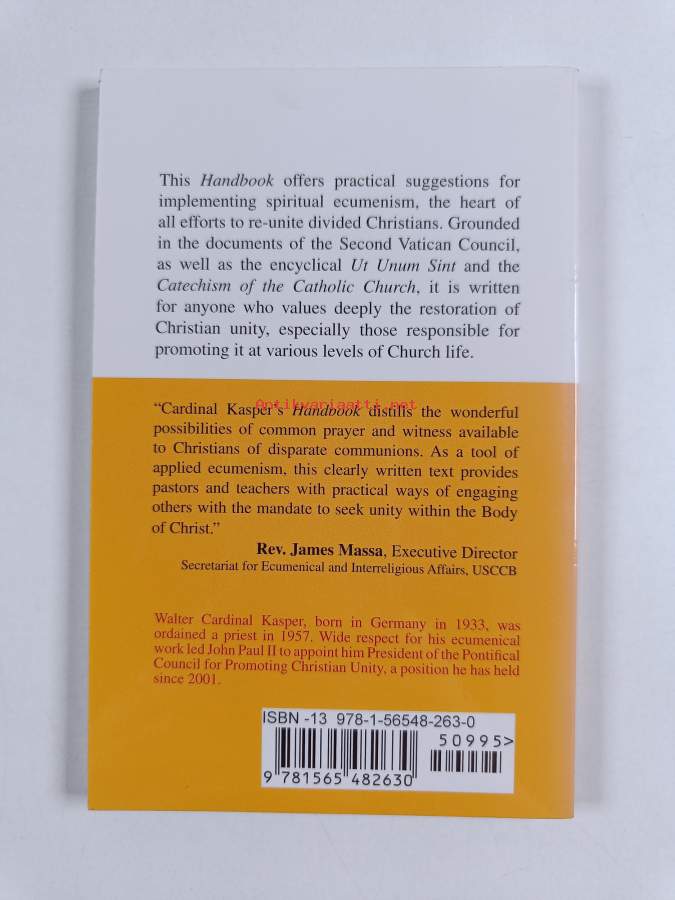 This Handbook offers practical suggestions for
implementing spiritual ecumenism, the heart of
all efforts to re-unite divided Christians. Grounded
in the documents of the Second Vatican Council,
as well as the encyclical Ut Unum Sint and the
Catechism of the Catholic Church, it is written
for anyone who values deeply the restoration of
Christian unity, especially those responsible for
promoting it at various levels of Church life.
Antikvariaatti.net
“Cardinal Kasper’s Handbook distills the wonderful
possibilities of common prayer and witness available
to Christians of disparate communions. As a tool of
applied ecumenism, this clearly written text provides
pastors and teachers with practical ways of engaging
others with the mandate to seek unity within the Body
of Christ.”
Rev. James Massa, Executive Director
Secretariat for Ecumenical and Interreligious Affairs, USCCB
Walter Cardinal Kasper, born in Germany in 1933, was
ordained a priest in 1957. Wide respect for his ecumenical
work led John Paul II to appoint him President of the Pontifical
Council for Promoting Christian Unity, a position he has held
since 2001.
ISBN -13 978-1-56548-263-0
50995>
9 781565 482630